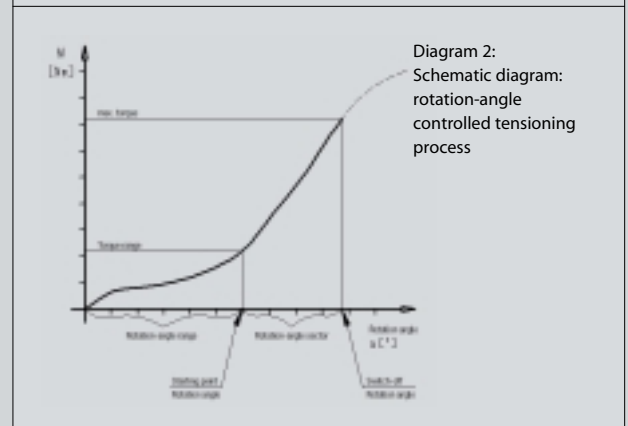 M
[Nm]
Diagram 2:
Schematic diagram:
rotation-angle
controlled tensioning
process
max. torque
Torque range
Rotation-angle range
Rotation-angle sector
Rotation angle
α [°]
Starting point
Rotation angle
Switch-off
Rotation angle